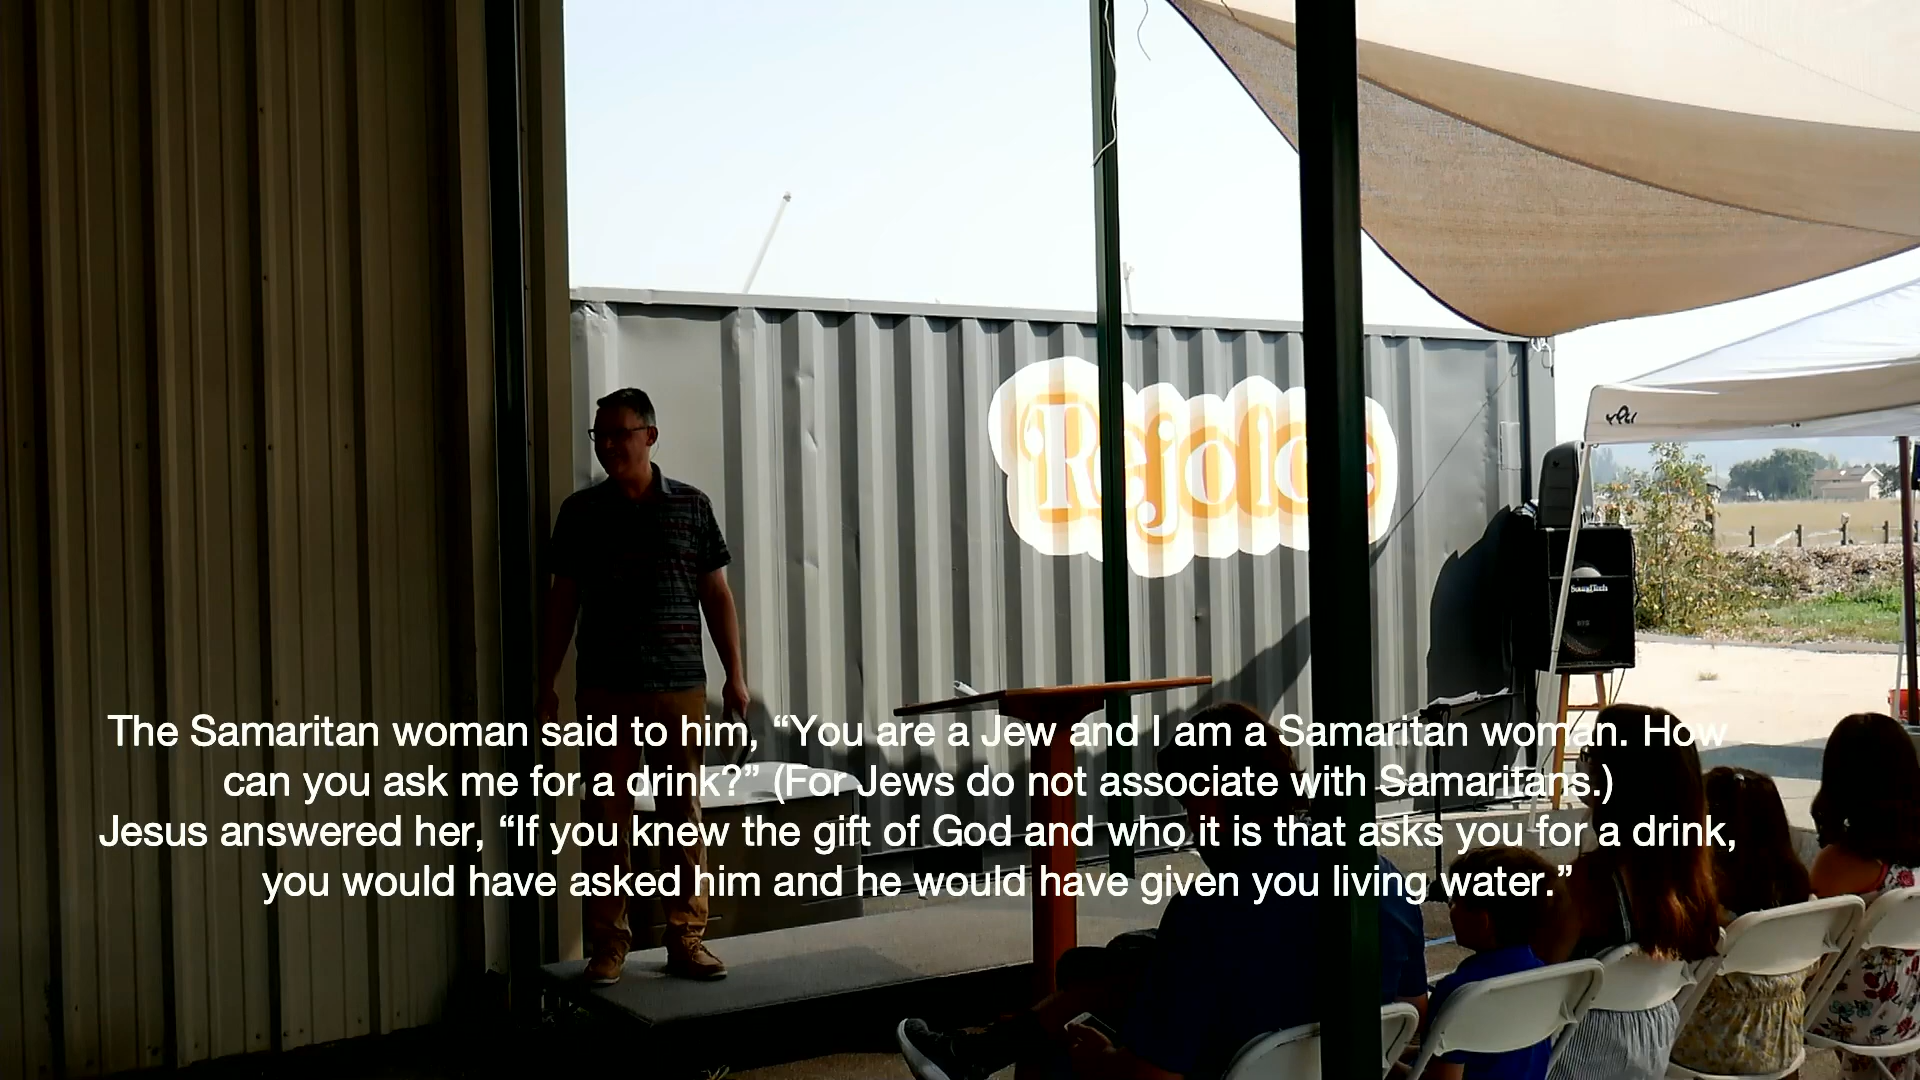 Rejoice
SoundTech
The Samaritan woman said to him, “You are a Jew and I am a Samaritan woman. How
can you ask me for a drink?” (For Jews do not associate with Samaritans.)
Jesus answered her, “If you knew the gift of God and who it is that asks you for a drink,
you would have asked him and he would have given you living water.”